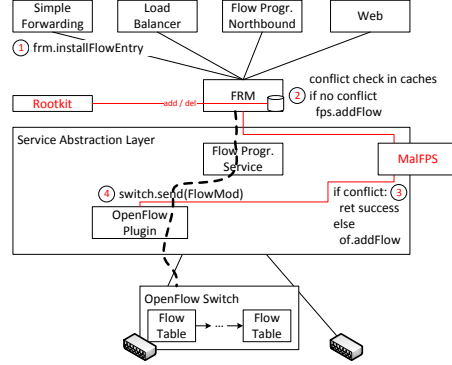 Simple
Forwarding
Load
Balancer
Flow Progr.
Northbound
Web
1 frm.installFlowEntry
FRM
2 conflict check in caches
if no conflict
fps.addFlow
Rootkit
add / del
Service Abstraction Layer
Flow Progr.
Service
MalFPS
4 switch.send(FlowMod)
if conflict: 3
ret success
else
of.addFlow
OpenFlow
Plugin
OpenFlow Switch
Flow
Table
...
Flow
Table